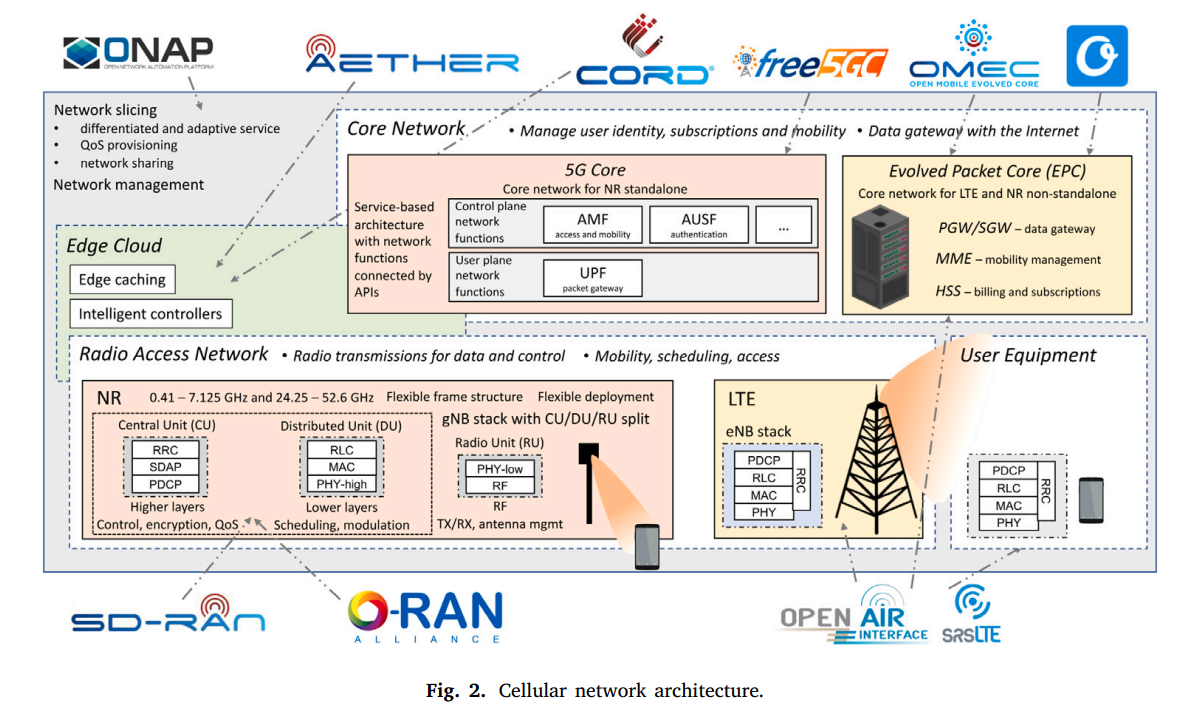 ONAP
OPEN NETWORK AUTOMATION PLATFORM
AETHER
CORD
free5GC
OMEC
OPEN MOBILE EVOLVED CORE
Network slicing
• differentiated and adaptive service
• QoS provisioning
• network sharing
Network management
Core Network
• Manage user identity, subscriptions and mobility • Data gateway with the Internet
5G Core
Core network for NR standalone
Service-based
architecture
with network
functions
connected by
APIs
Control plane
network
functions
AMF
access and mobility
AUSF
authentication
...
User plane
network
functions
UPF
packet gateway
Evolved Packet Core (EPC)
Core network for LTE and NR non-standalone
PGW/SGW – data gateway
MME – mobility management
HSS – billing and subscriptions
Edge Cloud
Edge caching
Intelligent controllers
Radio Access Network • Radio transmissions for data and control • Mobility, scheduling, access
NR 0.41 – 7.125 GHz and 24.25 – 52.6 GHz Flexible frame structure Flexible deployment
gNB stack with CU/DU/RU split
Central Unit (CU)
RRC
SDAP
PDCP
Higher layers
Control, encryption, QoS
Distributed Unit (DU)
RLC
MAC
PHY-high
Lower layers
Scheduling, modulation
Radio Unit (RU)
PHY-low
RF
RF
TX/RX, antenna mgmt
LTE
eNB stack
PDCP
RLC
MAC
PHY
RRC
User Equipment
PDCP
RLC
MAC
PHY
RRC
SD-RAN
O-RAN
ALLIANCE
OPEN AIR
INTERFACE
SRSLTE
Fig. 2. Cellular network architecture.